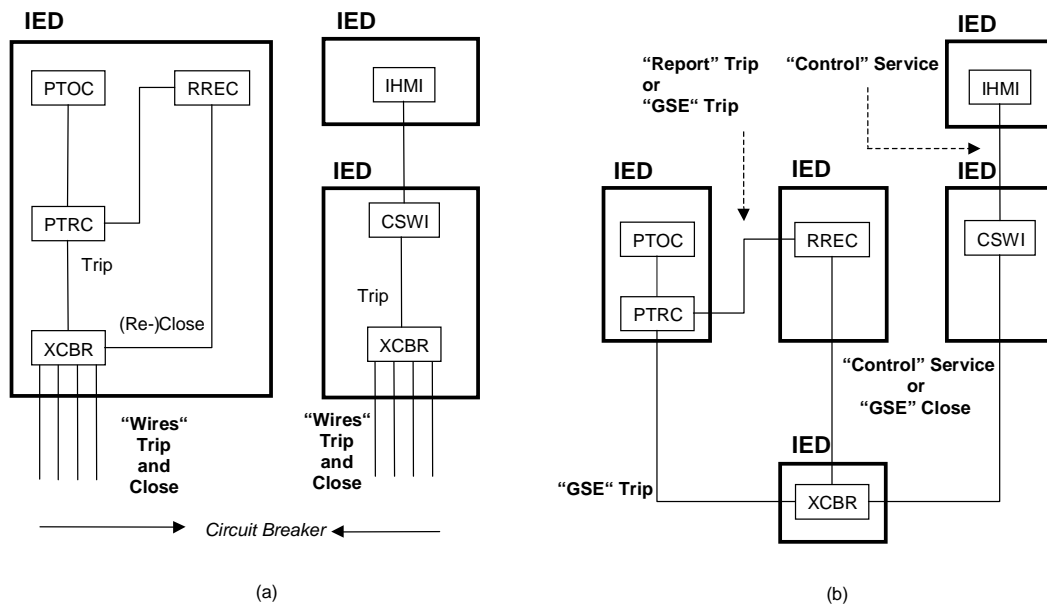 IED
PTOC
RREC
PTRC
Trip
(Re-)Close
XCBR
“Wires“
Trip
and
Close
IED
IHMI
IED
CSWI
Trip
XCBR
“Wires“
Trip
and
Close
Circuit Breaker
(a)
IED
IHMI
“Report” Trip
or
“GSE“ Trip
“Control” Service
IED
PTOC
PTRC
IED
RREC
IED
CSWI
“Control” Service
or
“GSE” Close
“GSE” Trip
IED
XCBR
(b)